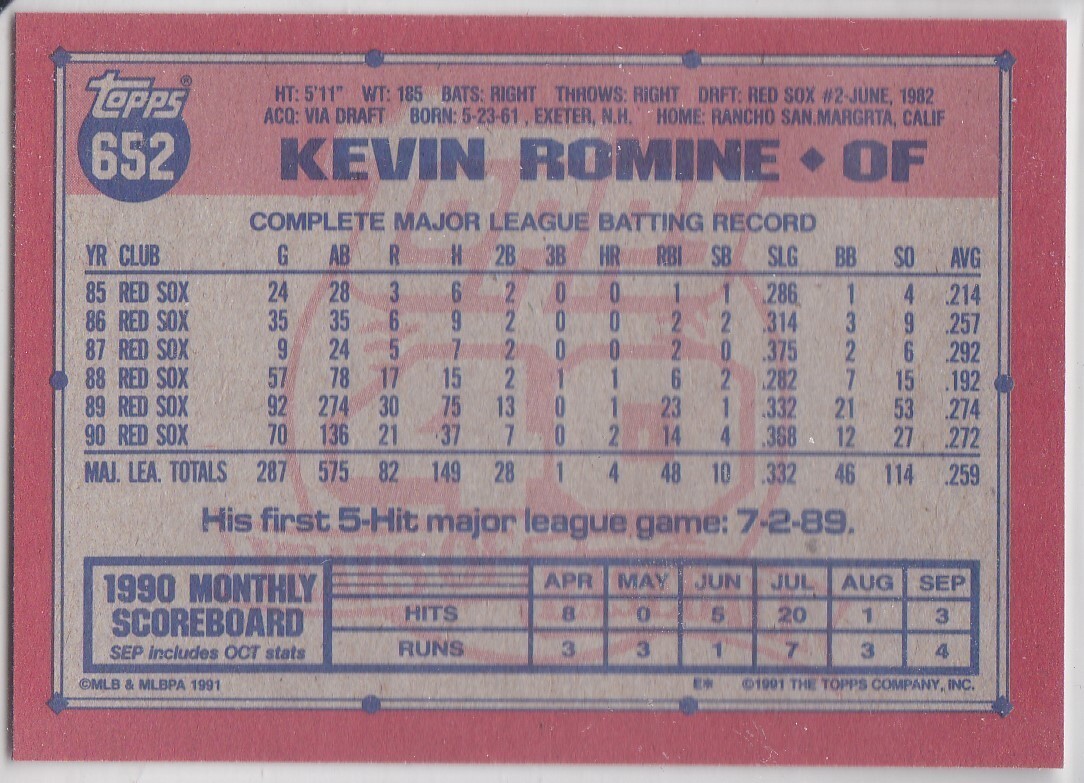 Topps®
652
HT: 5'11" WT: 185 BATS: RIGHT THROWS: RIGHT DRFT: RED SOX #2-JUNE, 1982
ACQ: VIA DRAFT BORN: 5-23-61 , EXETER, N.H. HOME: RANCHO SAN.MARGRTA, CALIF
KEVIN ROMINE ♦ OF
COMPLETE MAJOR LEAGUE BATTING RECORD
YR CLUB G AB R H 2B 3B HR RBI SB SLG BB SO AVG
85 RED SOX 24 28 3 6 2 0 0 1 1 .286 1 4 .214
86 RED SOX 35 35 6 9 2 0 0 2 2 .314 3 9 .257
87 RED SOX 9 24 5 7 2 0 0 2 0 .375 2 6 .292
88 RED SOX 57 78 17 15 2 1 1 6 2 .282 7 15 .192
89 RED SOX 92 274 30 75 13 0 1 23 1 .332 21 53 .274
90 RED SOX 70 136 21 37 7 0 2 14 4 .368 12 27 .272
MAJ. LEA. TOTALS 287 575 82 149 28 1 4 48 10 .332 46 114 .259
His first 5-Hit major league game: 7-2-89.
1990 MONTHLY
SCOREBOARD
SEP includes OCT stats
APR MAY JUN JUL AUG SEP
HITS 8 0 5 20 1 3
RUNS 3 3 1 7 3 4
©MLB & MLBPA 1991
E* ©1991 THE TOPPS COMPANY, INC.